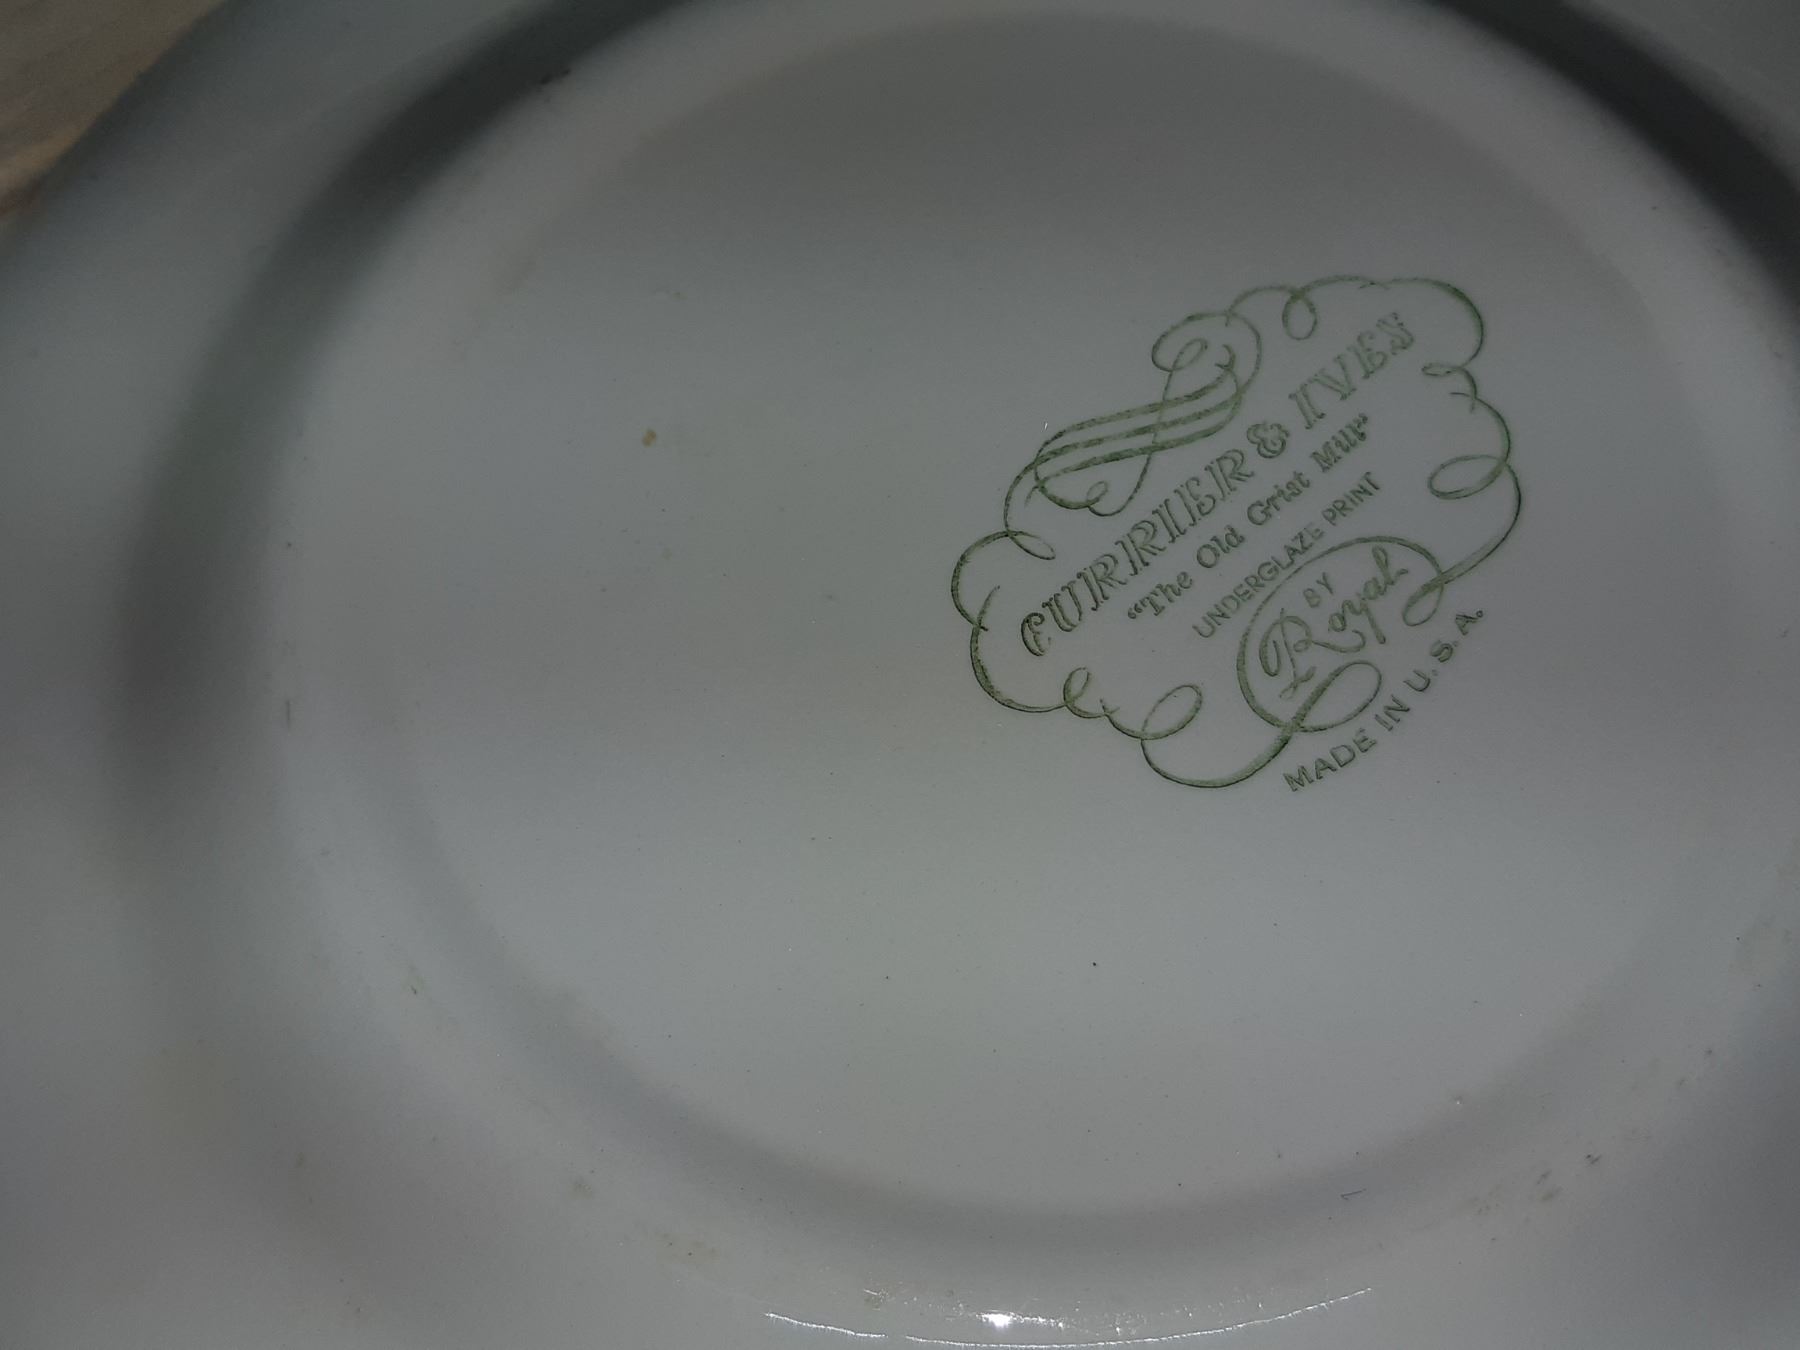 CURRIER & IVES
"The Old Grist Mill"
UNDERGLAZE PRINT
BY
Royal
MADE IN U.S.A.